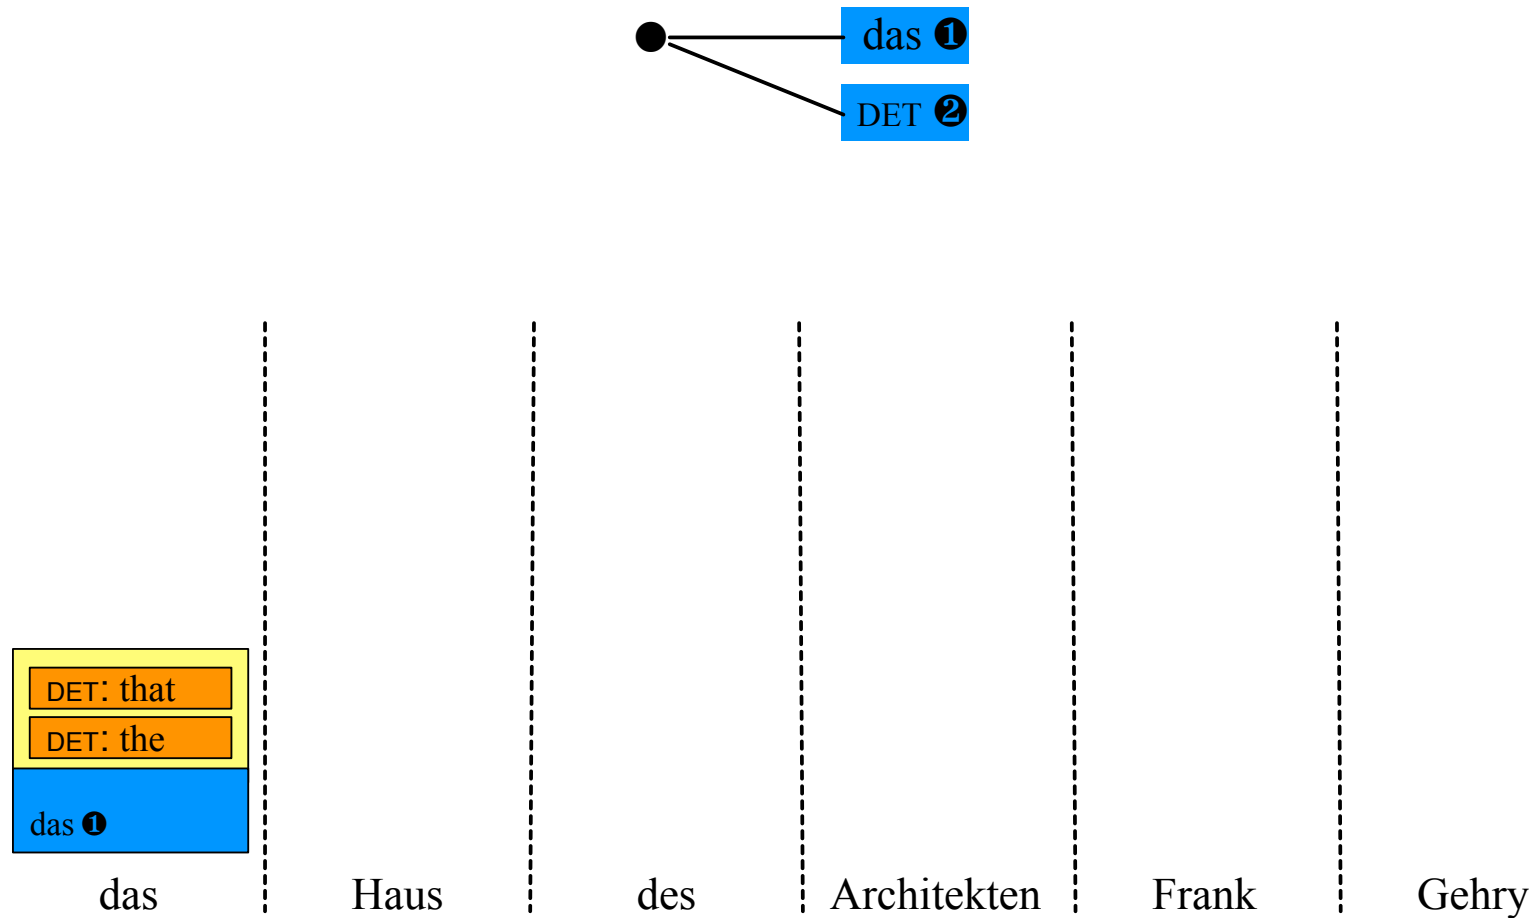 das ❶
DET ❷
DET: that
DET: the
das ❶
das Haus des Architekten Frank Gehry